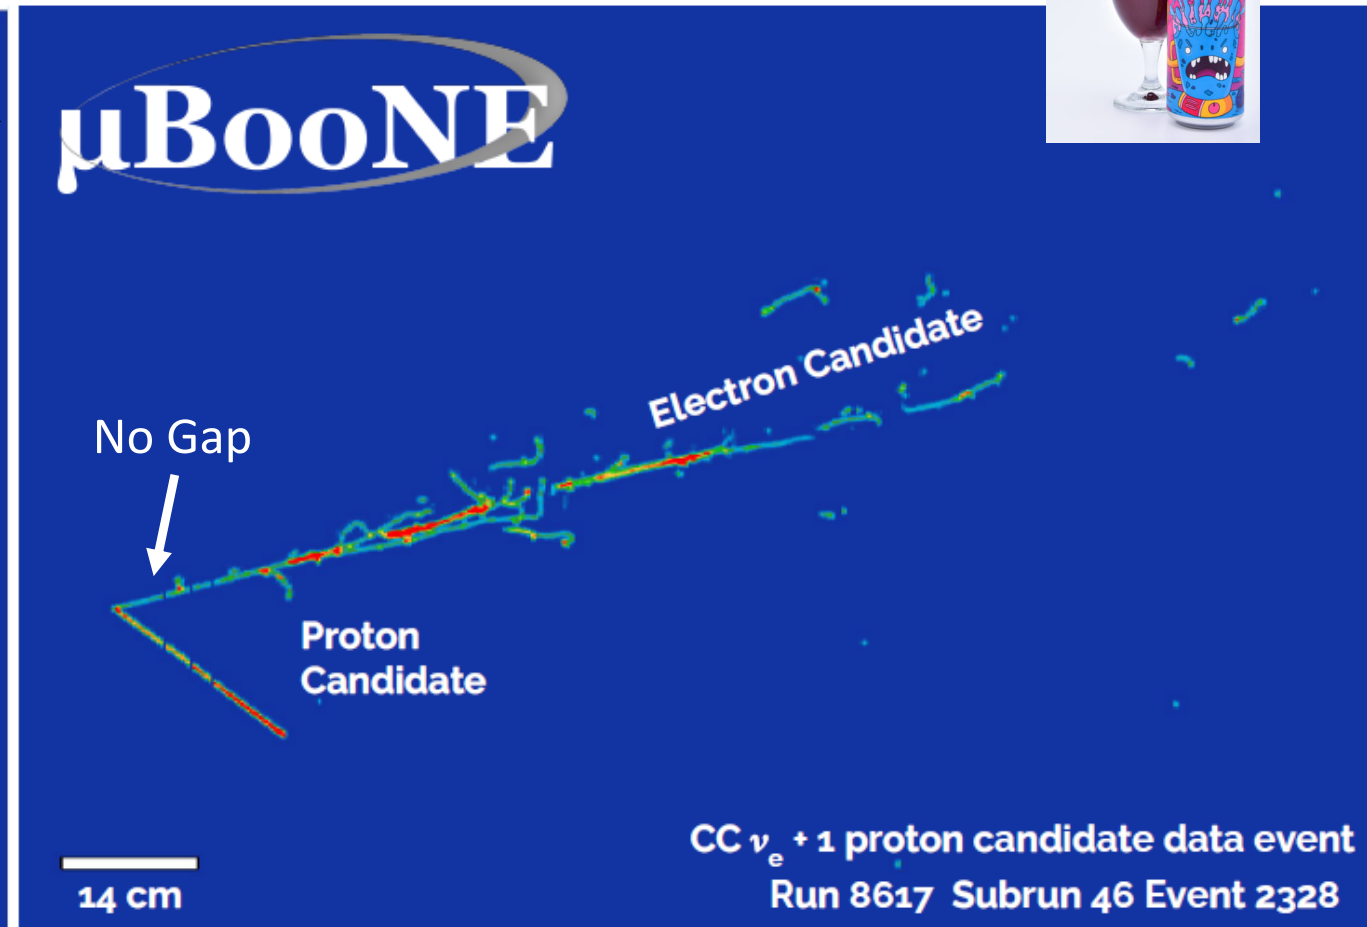 µBooNE
Electron Candidate
No Gap
Proton
Candidate
CC νe + 1 proton candidate data event
14 cm
Run 8617 Subrun 46 Event 2328